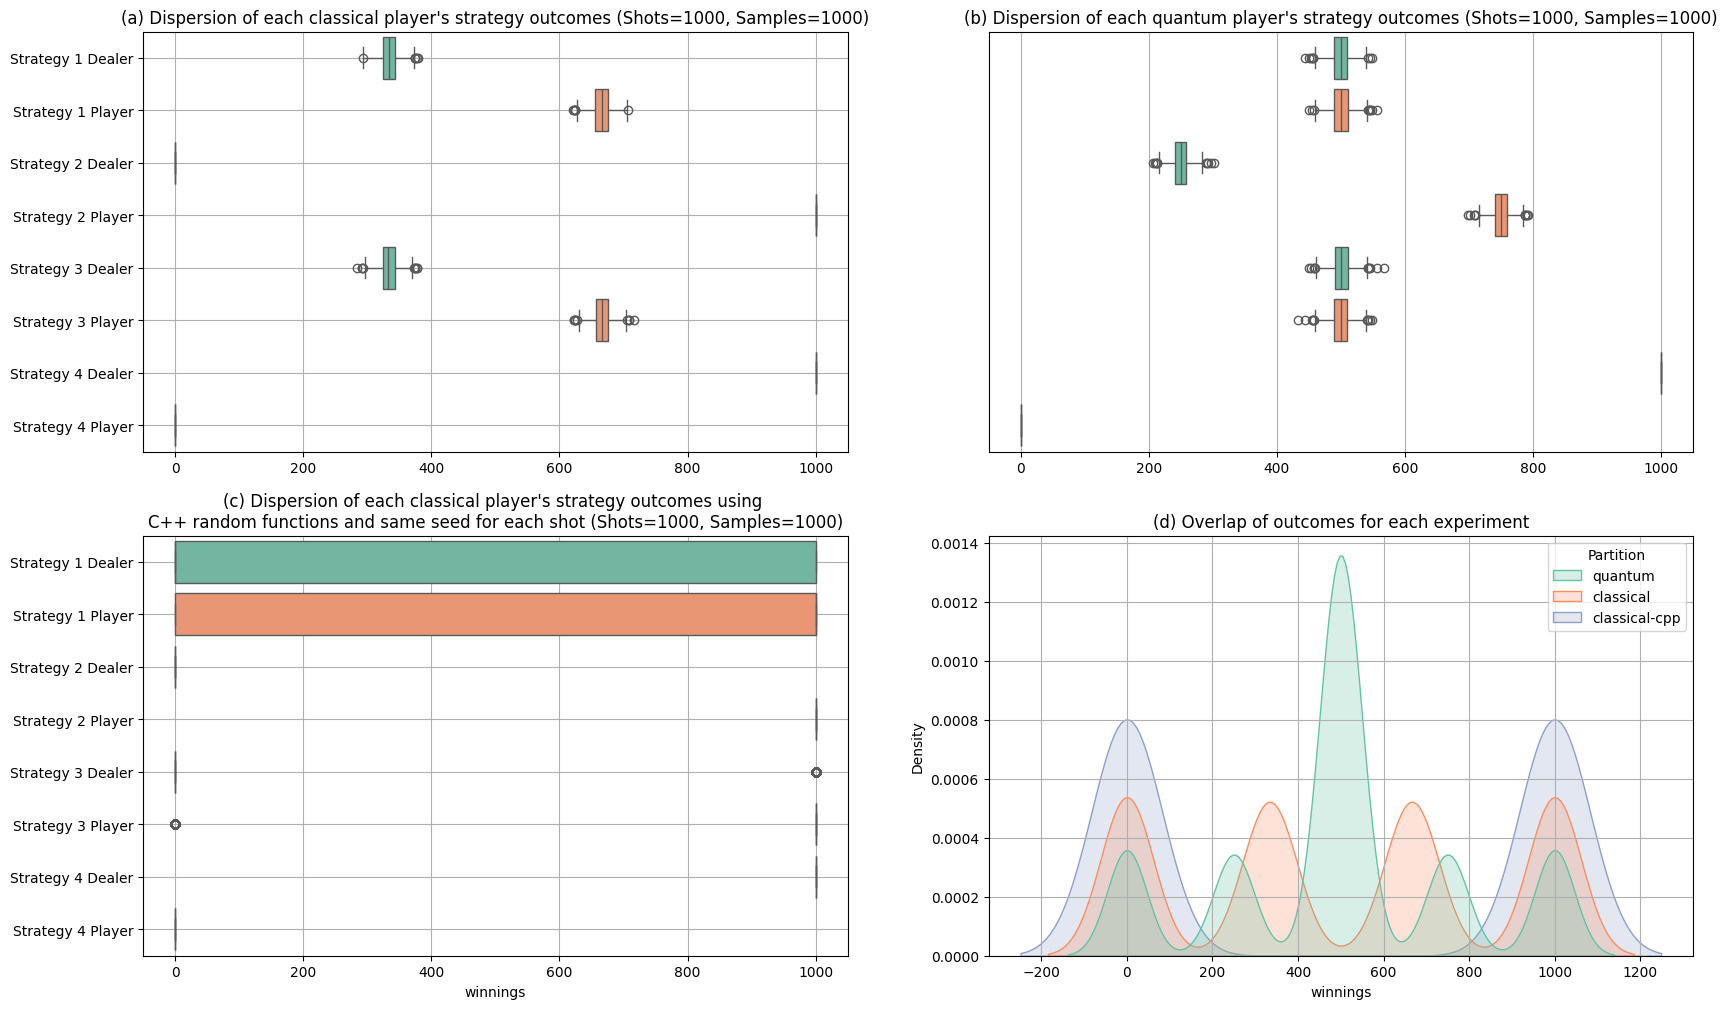 (a) Dispersion of each classical player's strategy outcomes (Shots=1000, Samples=1000)
Strategy 1 Dealer
Strategy 1 Player
Strategy 2 Dealer
Strategy 2 Player
Strategy 3 Dealer
Strategy 3 Player
Strategy 4 Dealer
Strategy 4 Player
0 200 400 600 800 1000
(b) Dispersion of each quantum player's strategy outcomes (Shots=1000, Samples=1000)
0 200 400 600 800 1000
(c) Dispersion of each classical player's strategy outcomes using
C++ random functions and same seed for each shot (Shots=1000, Samples=1000)
Strategy 1 Dealer
Strategy 1 Player
Strategy 2 Dealer
Strategy 2 Player
Strategy 3 Dealer
Strategy 3 Player
Strategy 4 Dealer
Strategy 4 Player
0 200 400 600 800 1000
winnings
(d) Overlap of outcomes for each experiment
Partition
quantum
classical
classical-cpp
Density
0.0014
0.0012
0.0010
0.0008
0.0006
0.0004
0.0002
0.0000
−200 0 200 400 600 800 1000 1200
winnings